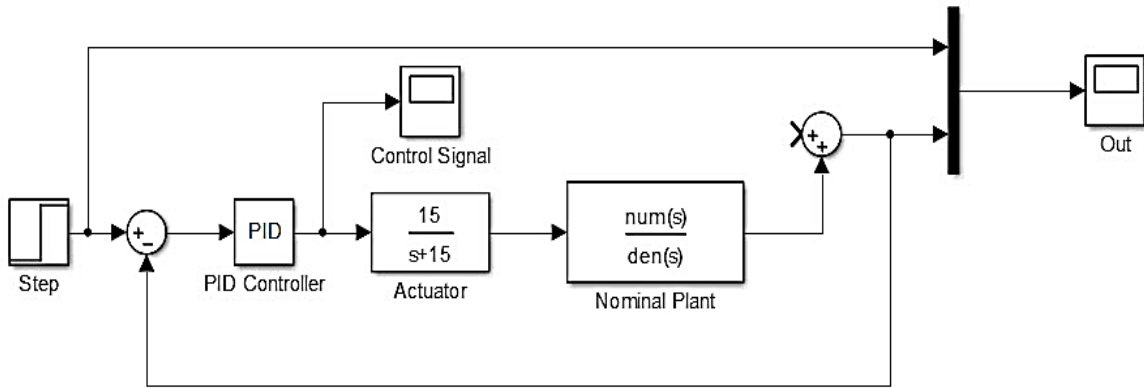 Control Signal
Out
+
+
Step
+
−
PID
PID Controller
15
s+15
Actuator
num(s)
den(s)
Nominal Plant